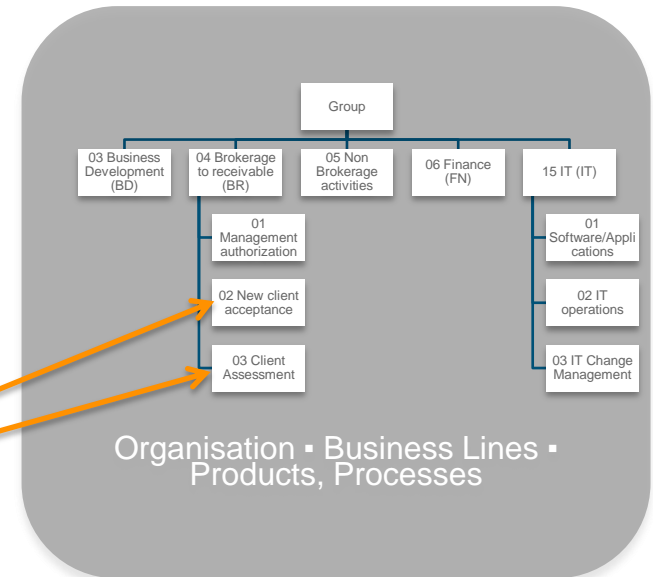 Group
03 Business
Development
(BD)
04 Brokerage
to receivable
(BR)
05 Non
Brokerage
activities
06 Finance
(FN)
15 IT (IT)
01
Management
authorization
02 New client
acceptance
03 Client
Assessment
01
Software/Appli
cations
02 IT
operations
03 IT Change
Management
Organisation ▪ Business Lines ▪
Products, Processes